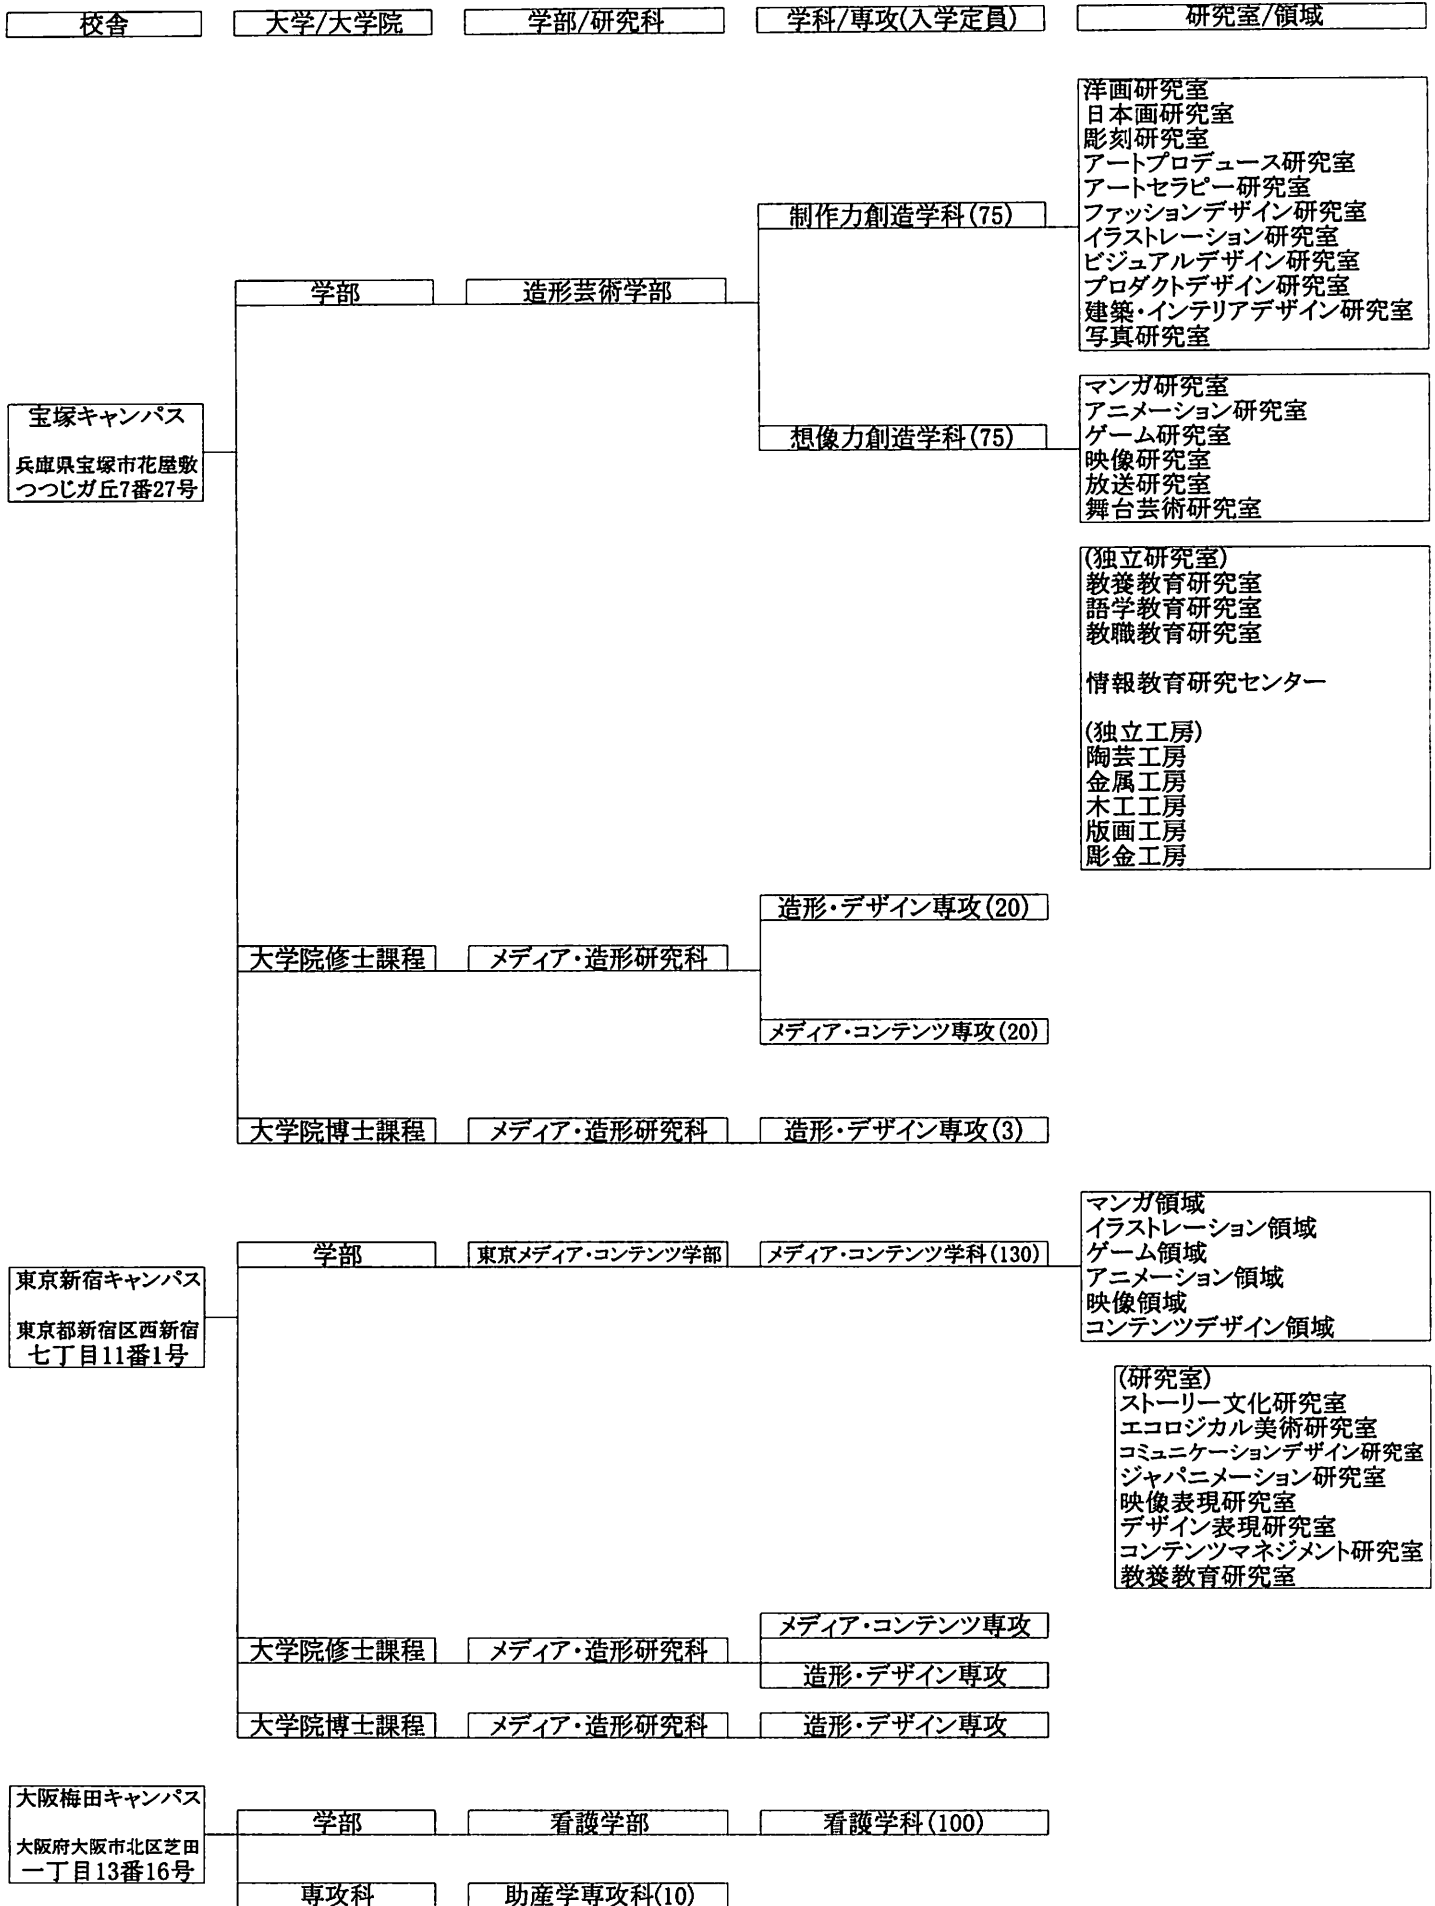 校舎
大学/大学院
学部/研究科
学科/専攻(入学定員)
研究室/領域
宝塚キャンパス
兵庫県宝塚市花屋敷
つつじガ丘7番27号
学部
造形芸術学部
制作力創造学科(75)
洋画研究室
日本画研究室
彫刻研究室
アートプロデュース研究室
アートセラピー研究室
ファッションデザイン研究室
イラストレーション研究室
ビジュアルデザイン研究室
プロダクトデザイン研究室
建築・インテリアデザイン研究室
写真研究室
想像力創造学科(75)
マンガ研究室
アニメーション研究室
ゲーム研究室
映像研究室
放送研究室
舞台芸術研究室
(独立研究室)
教養教育研究室
語学教育研究室
教職教育研究室
情報教育研究センター
(独立工房)
陶芸工房
金属工房
木工工房
版画工房
彫金工房
大学院修士課程
メディア・造形研究科
造形・デザイン専攻(20)
メディア・コンテンツ専攻(20)
大学院博士課程
メディア・造形研究科
造形・デザイン専攻(3)
東京新宿キャンパス
東京都新宿区西新宿
七丁目11番1号
学部
東京メディア・コンテンツ学部
メディア・コンテンツ学科(130)
マンガ領域
イラストレーション領域
ゲーム領域
アニメーション領域
映像領域
コンテンツデザイン領域
(研究室)
ストーリー文化研究室
エコロジカル美術研究室
コミュニケーションデザイン研究室
ジャパニメーション研究室
映像表現研究室
デザイン表現研究室
コンテンツマネジメント研究室
教養教育研究室
大学院修士課程
メディア・造形研究科
メディア・コンテンツ専攻
造形・デザイン専攻
大学院博士課程
メディア・造形研究科
造形・デザイン専攻
大阪梅田キャンパス
大阪府大阪市北区芝田
一丁目13番16号
学部
看護学部
看護学科(100)
専攻科
助産学専攻科(10)